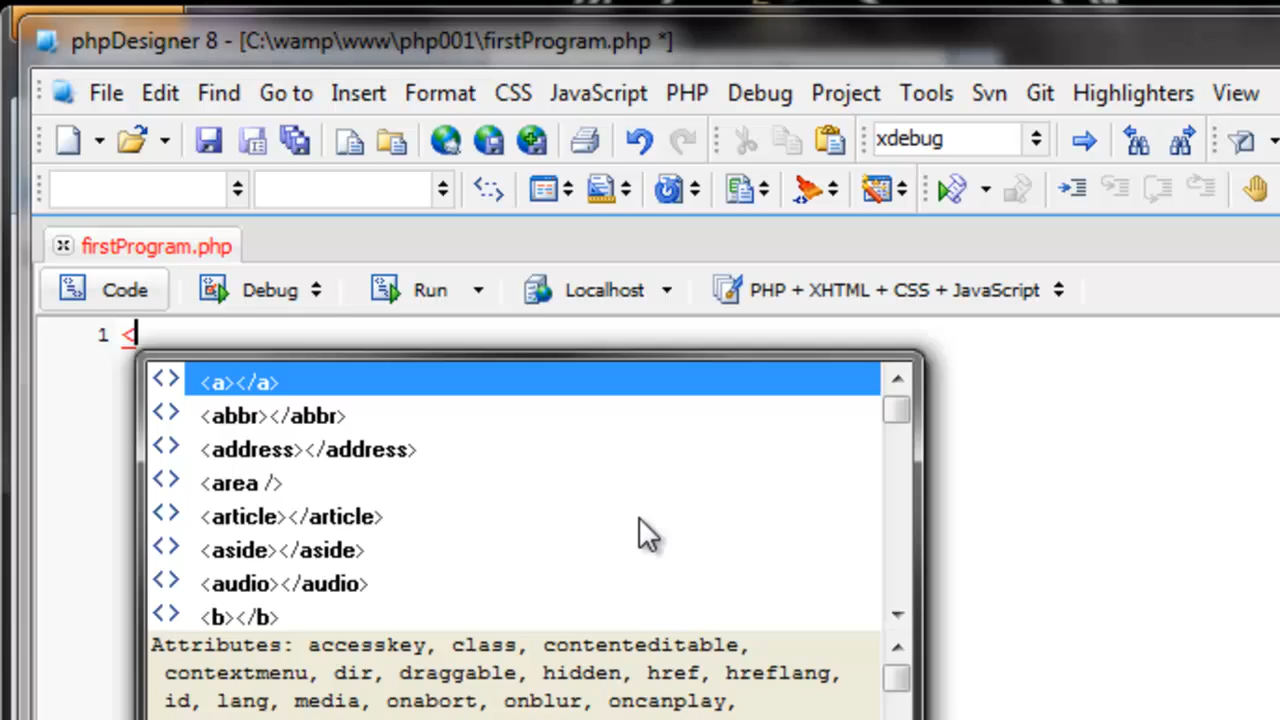 phpDesigner 8 - [C:\wamp\www\php001\firstProgram.php *]
File Edit Find Go to Insert Format CSS JavaScript PHP Debug Project Tools Svn Git Highlighters View
xdebug
firstProgram.php
Code Debug Run Localhost PHP + XHTML + CSS + JavaScript
1 <
<> <a></a>
<> <abbr></abbr>
<> <address></address>
<> <area />
<> <article></article>
<> <aside></aside>
<> <audio></audio>
<> <b></b>
Attributes: accesskey, class, contenteditable,
contextmenu, dir, draggable, hidden, href, hreflang,
id, lang, media, onabort, onblur, oncanplay,